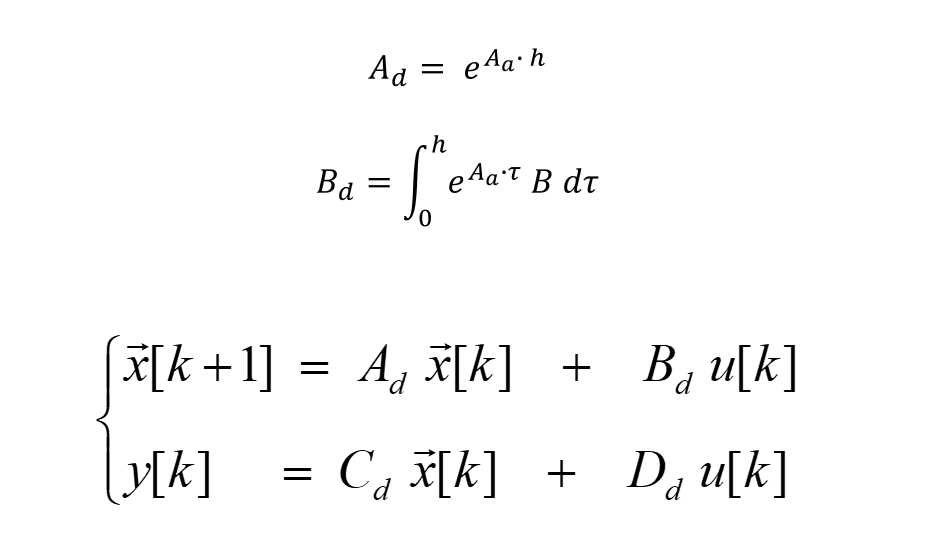 A_d = e^{A_a · h}
B_d = ∫_0^h e^{A_a·τ} B dτ
x⃗[k+1] = A_d x⃗[k] + B_d u[k]
y[k] = C_d x⃗[k] + D_d u[k]